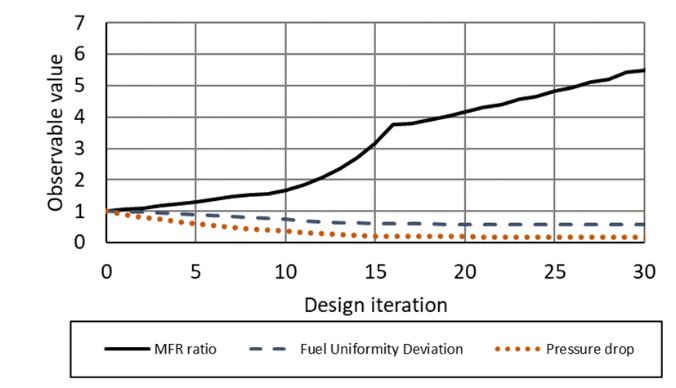 7
6
5
4
3
2
1
0
Observable value
0 5 10 15 20 25 30
Design iteration
MFR ratio Fuel Uniformity Deviation Pressure drop